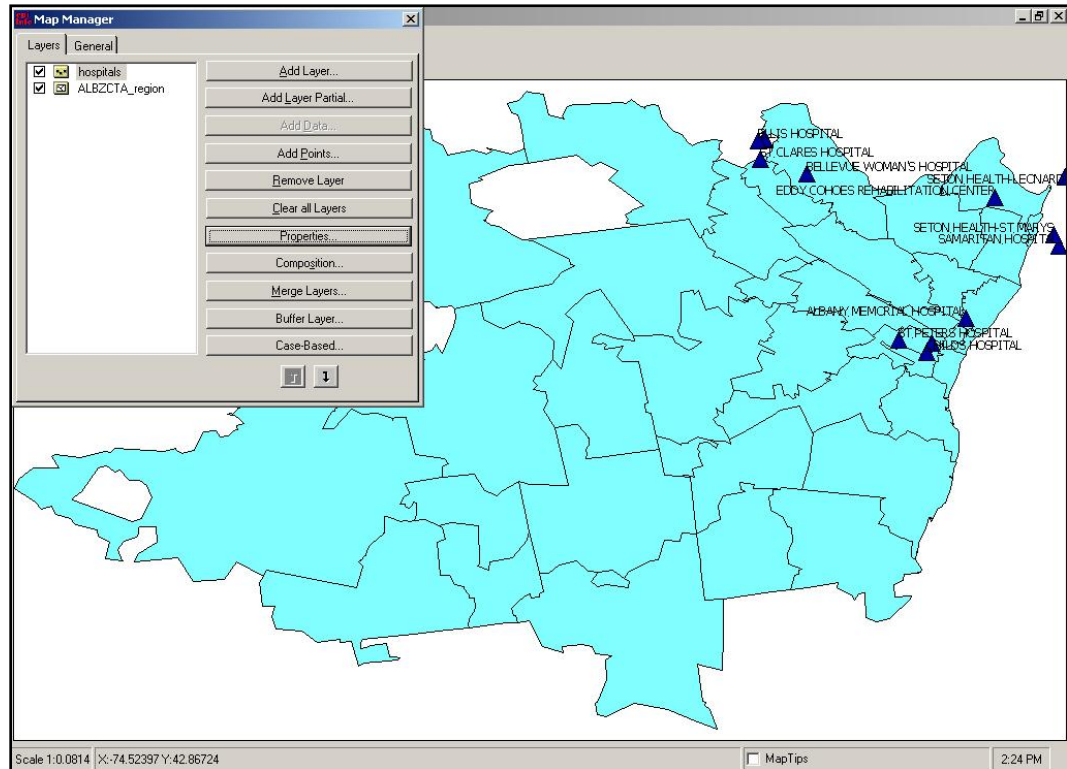 Map Manager
Layers General
hospitals
ALBZCTA_region
Add Layer...
Add Layer Partial...
Add Data...
Add Points...
Remove Layer
Clear all Layers
Properties...
Composition...
Merge Layers...
Buffer Layer...
Case-Based...
HOSPITAL
CLARES HOSPITAL
BELLEVUE WOMAN'S HOSPITAL
SETON HEALTH-LEONARD
EDDY COHOES REHABILITATION CENTER
SETON HEALTH-ST MARYS
SAMARITAN
ALBANY MEMORIAL HOSPITAL
ST PETERS HOSPITAL
HOSPITAL
Scale 1:0.0814 X:-74.52397 Y:42.86724 MapTips 2:24 PM